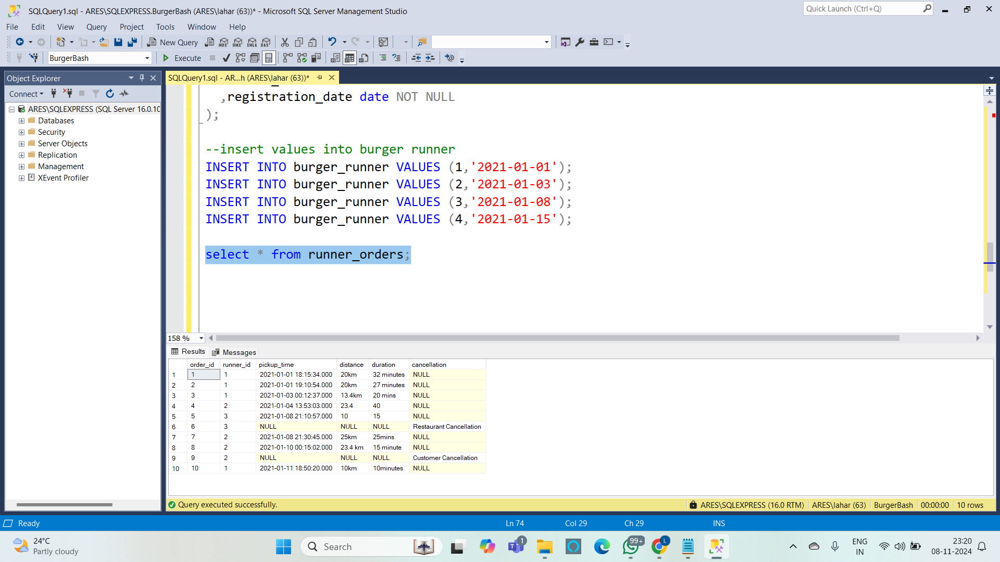 SQLQuery1.sql - ARES\SQLEXPRESS.BurgerBash (ARES\lahar (63))* - Microsoft SQL Server Management Studio
Quick Launch (Ctrl+Q)
File Edit View Query Project Tools Window Help
New Query MDX DMX XMLA DAX
BurgerBash Execute
Object Explorer
SQLQuery1.sql - AR...h (ARES\lahar (63))*
Connect
ARES\SQLEXPRESS (SQL Server 16.0.10
Databases
Security
Server Objects
Replication
Management
XEvent Profiler
,registration_date date NOT NULL
);
--insert values into burger runner
INSERT INTO burger_runner VALUES (1,'2021-01-01');
INSERT INTO burger_runner VALUES (2,'2021-01-03');
INSERT INTO burger_runner VALUES (3,'2021-01-08');
INSERT INTO burger_runner VALUES (4,'2021-01-15');
select * from runner_orders;
158 %
Results Messages
order_id runner_id pickup_time distance duration cancellation
1 1 1 2021-01-01 18:15:34.000 20km 32 minutes NULL
2 2 1 2021-01-01 19:10:54.000 20km 27 minutes NULL
3 3 1 2021-01-03 00:12:37.000 13.4km 20 mins NULL
4 4 2 2021-01-04 13:53:03.000 23.4 40 NULL
5 5 3 2021-01-08 21:10:57.000 10 15 NULL
6 6 3 NULL NULL NULL Restaurant Cancellation
7 7 2 2021-01-08 21:30:45.000 25km 25mins NULL
8 8 2 2021-01-10 00:15:02.000 23.4 km 15 minute NULL
9 9 2 NULL NULL NULL Customer Cancellation
10 10 1 2021-01-11 18:50:20.000 10km 10minutes NULL
Query executed successfully.
ARES\SQLEXPRESS (16.0 RTM) ARES\lahar (63) BurgerBash 00:00:00 10 rows
Ready Ln 74 Col 29 Ch 29 INS
24°C
Partly cloudy
Search
1
99+
L
ENG
IN
23:20
08-11-2024